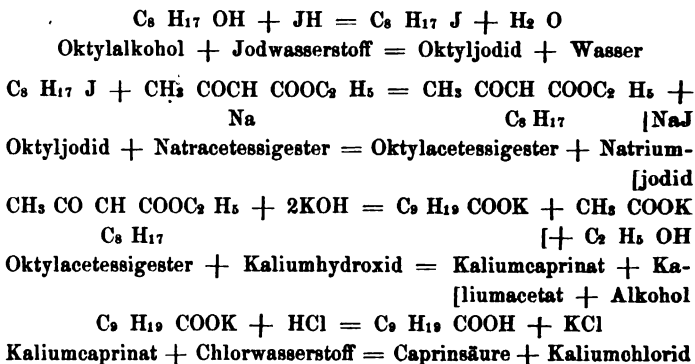 C₈ H₁₇ OH + JH = C₈ H₁₇ J + H₂ O
Oktylalkohol + Jodwasserstoff = Oktyljodid + Wasser
C₈ H₁₇ J + CH₃ COCH COOC₂ H₅ = CH₃ COCH COOC₂ H₅ +
Na C₈ H₁₇ [NaJ
Oktyljodid + Natracetessigester = Oktylacetessigester + Natrium-
[jodid
CH₃ CO CH COOC₂ H₅ + 2KOH = C₉ H₁₉ COOK + CH₃ COOK
C₈ H₁₇ [+ C₂ H₅ OH
Oktylacetessigester + Kaliumhydroxid = Kaliumcaprinat + Ka-
[liumacetat + Alkohol
C₉ H₁₉ COOK + HCl = C₉ H₁₉ COOH + KCl
Kaliumcaprinat + Chlorwasserstoff = Caprinsäure + Kaliumchlorid